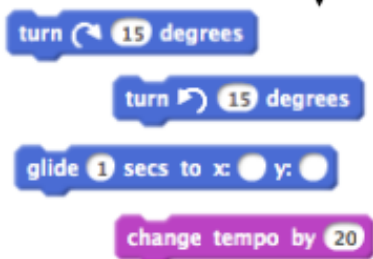 turn 15 degrees
turn 15 degrees
glide 1 secs to x: y:
change tempo by 20